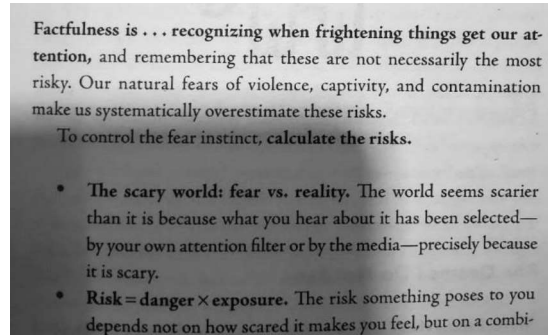 Factfulness is . . . recognizing when frightening things get our at-
tention, and remembering that these are not necessarily the most
risky. Our natural fears of violence, captivity, and contamination
make us systematically overestimate these risks.
To control the fear instinct, calculate the risks.
• The scary world: fear vs. reality. The world seems scarier
than it is because what you hear about it has been selected—
by your own attention filter or by the media—precisely because
it is scary.
• Risk = danger × exposure. The risk something poses to you
depends not on how scared it makes you feel, but on a combi-